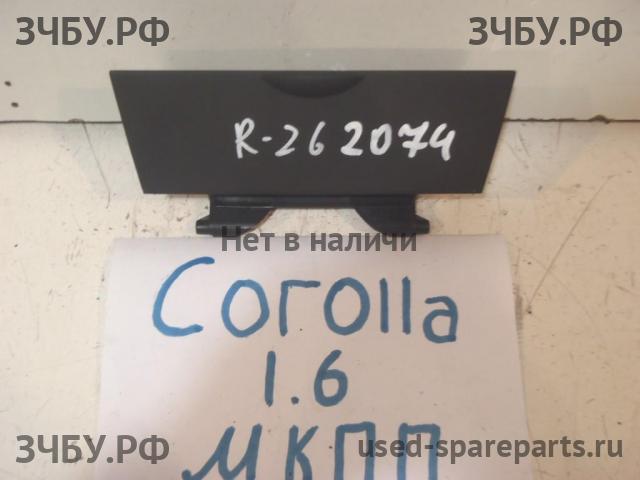 ЗЧБУ.РФ ЗЧБУ.РФ
R-262074
Нет в наличи
Corolla
1.6
МКПП
ЗЧБУ.РФ used-spareparts.ru